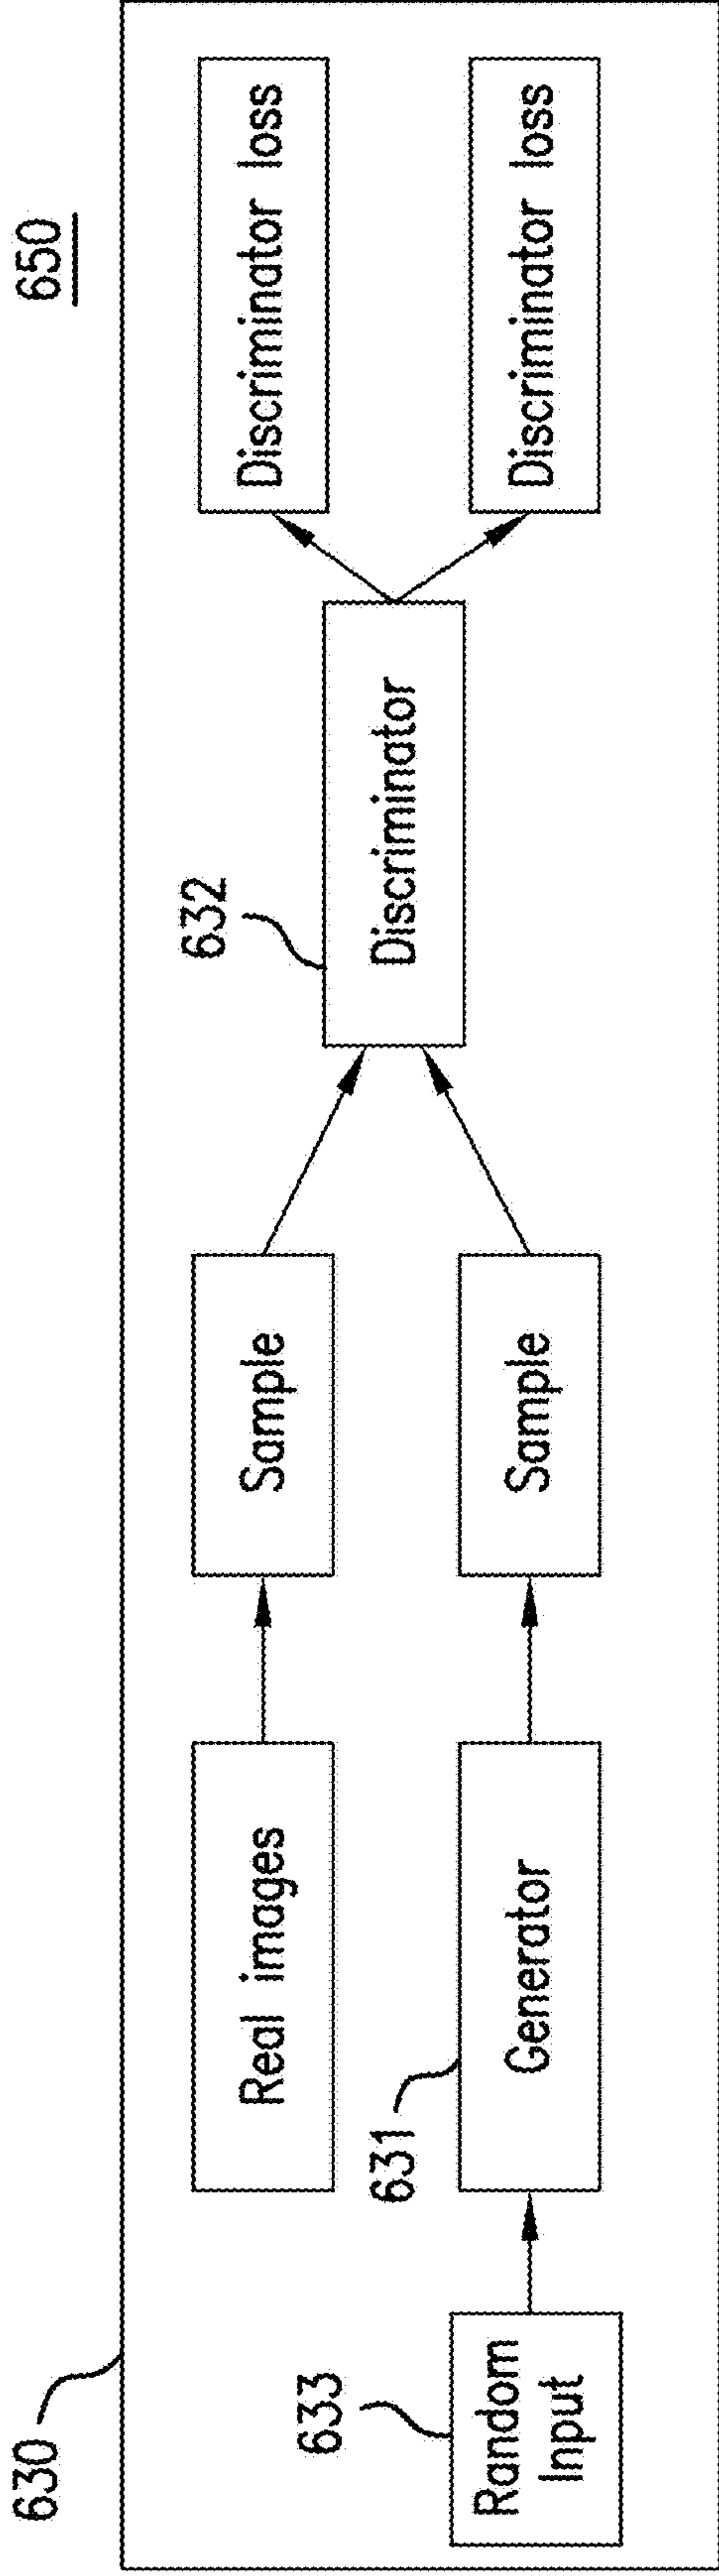 650
630
Real images
Sample
Discriminator loss
632
Discriminator
631
633
Random
Input
Generator
Sample
Discriminator loss